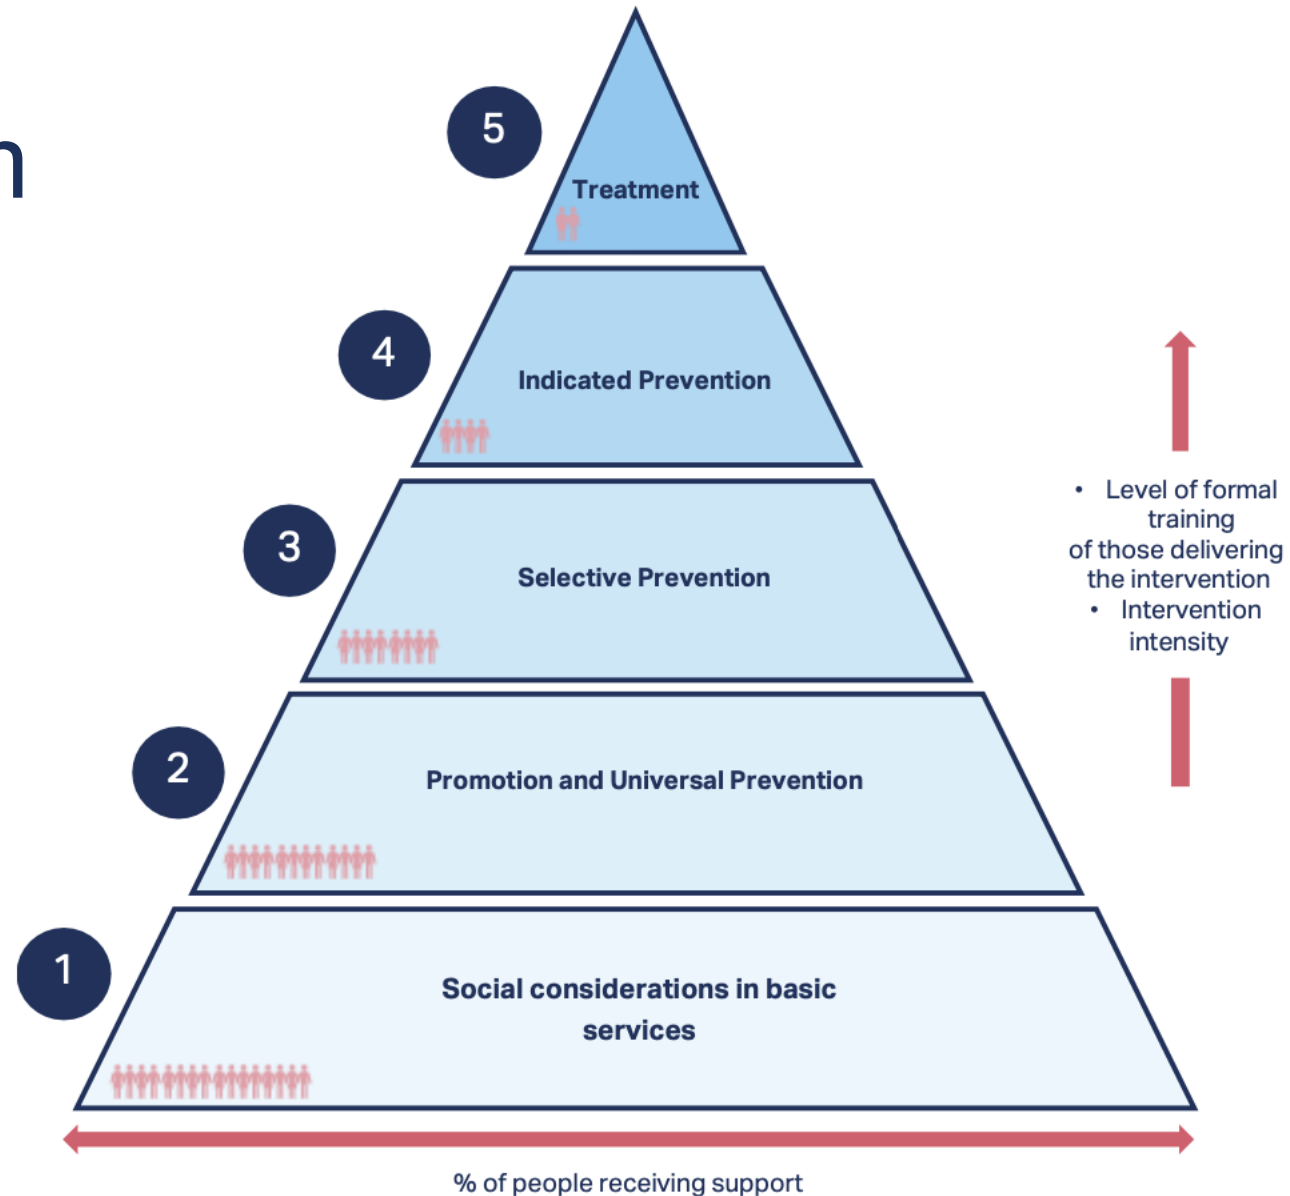 n
5
Treatment
4
Indicated Prevention
3
Selective Prevention
• Level of formal
training
of those delivering
the intervention
• Intervention
intensity
2
Promotion and Universal Prevention
1
Social considerations in basic
services
% of people receiving support